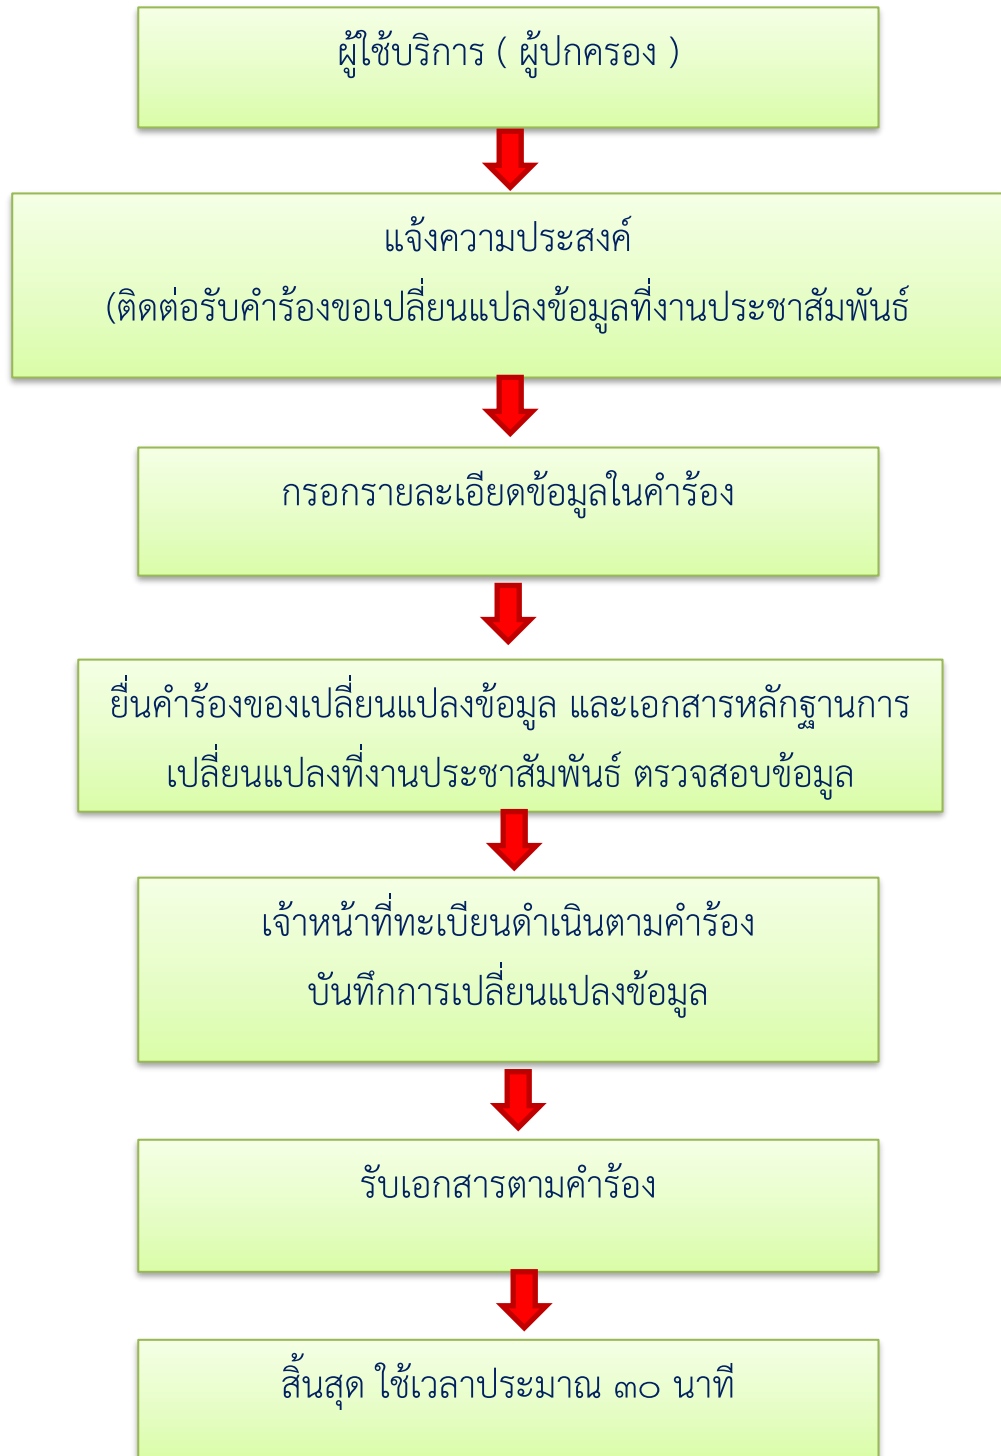 ผู้ใช้บริการ ( ผู้ปกครอง )
แจ้งความประสงค์
(ติดต่อรับคำร้องขอเปลี่ยนแปลงข้อมูลที่งานประชาสัมพันธ์
กรอกรายละเอียดข้อมูลในคำร้อง
ยื่นคำร้องของเปลี่ยนแปลงข้อมูล และเอกสารหลักฐานการ
เปลี่ยนแปลงที่งานประชาสัมพันธ์ ตรวจสอบข้อมูล
เจ้าหน้าที่ทะเบียนดำเนินตามคำร้อง
บันทึกการเปลี่ยนแปลงข้อมูล
รับเอกสารตามคำร้อง
สิ้นสุด ใช้เวลาประมาณ ๓๐ นาที